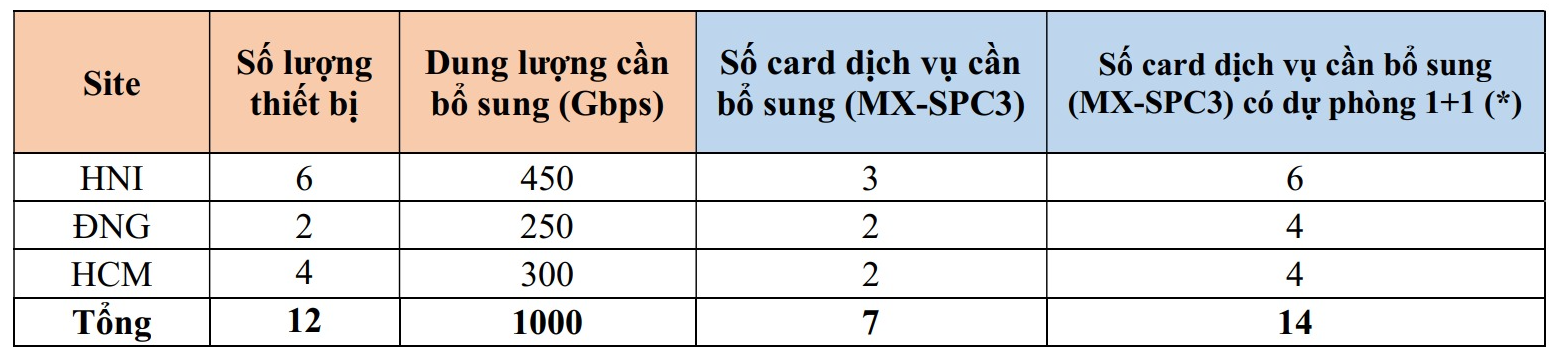 Site Số lượng thiết bị Dung lượng cần bổ sung (Gbps) Số card dịch vụ cần bổ sung (MX-SPC3) Số card dịch vụ cần bổ sung (MX-SPC3) có dự phòng 1+1 (*)
HNI 6 450 3 6
ĐNG 2 250 2 4
HCM 4 300 2 4
Tổng 12 1000 7 14